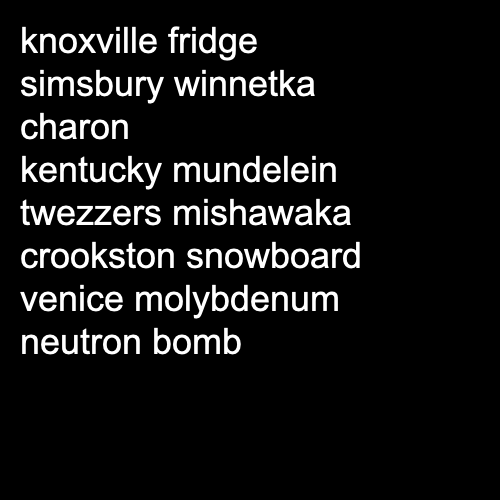 knoxville fridge
simsbury winnetka
charon
kentucky mundelein
twezzers mishawaka
crookston snowboard
venice molybdenum
neutron bomb